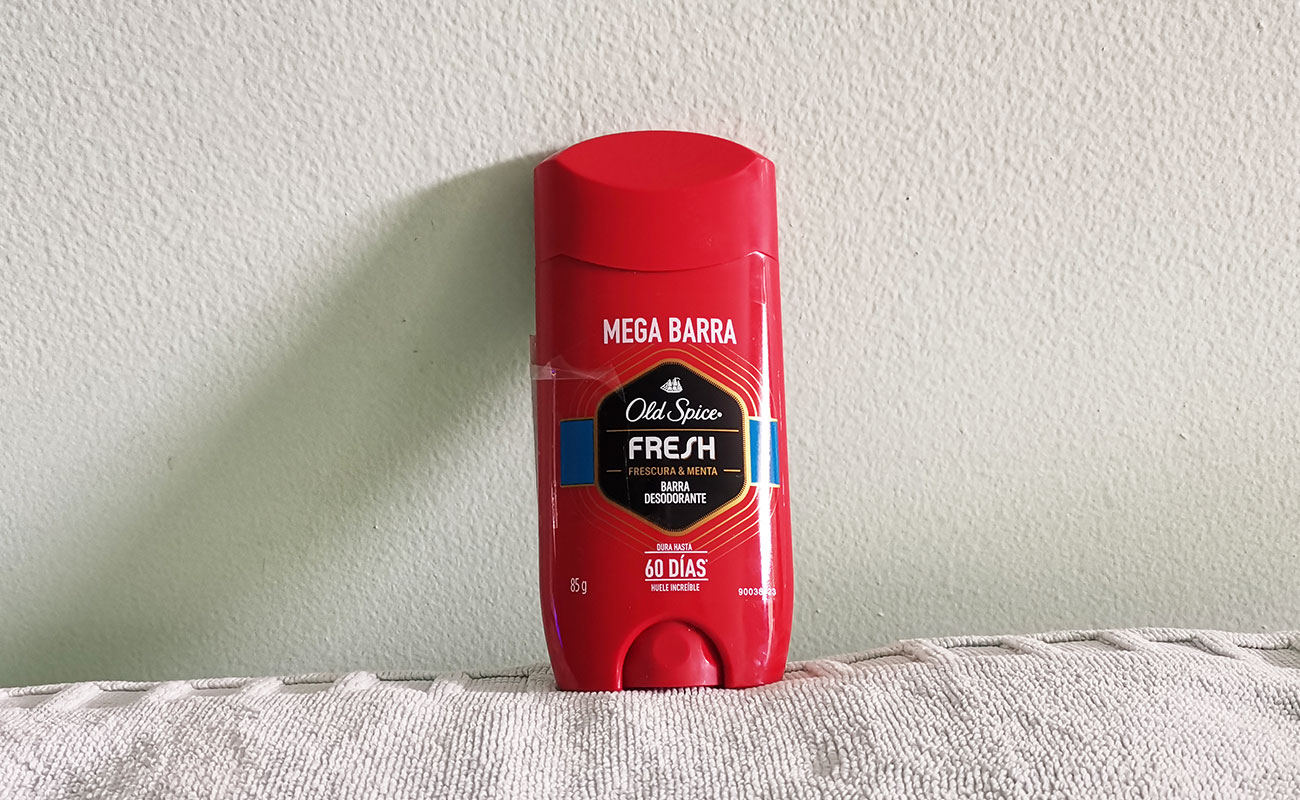 MEGA BARRA
Old Spice
FRESH
FRESCURA & MENTA
BARRA
DESODORANTE
DURA HASTA
60 DÍAS*
HUELE INCREÍBLE
85 g